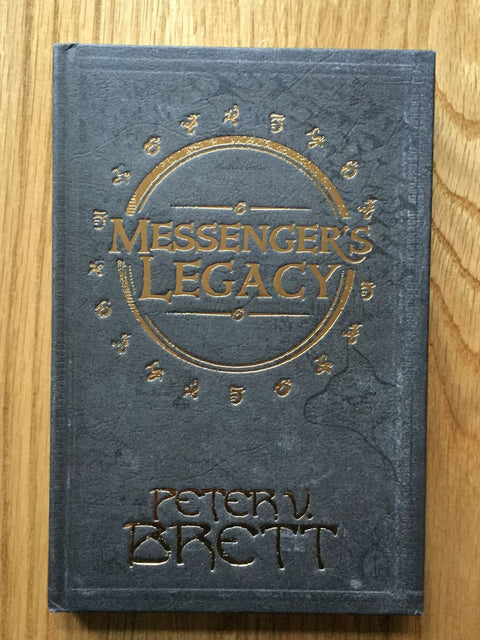 MESSENGER'S
LEGACY
PETER V.
BRETT